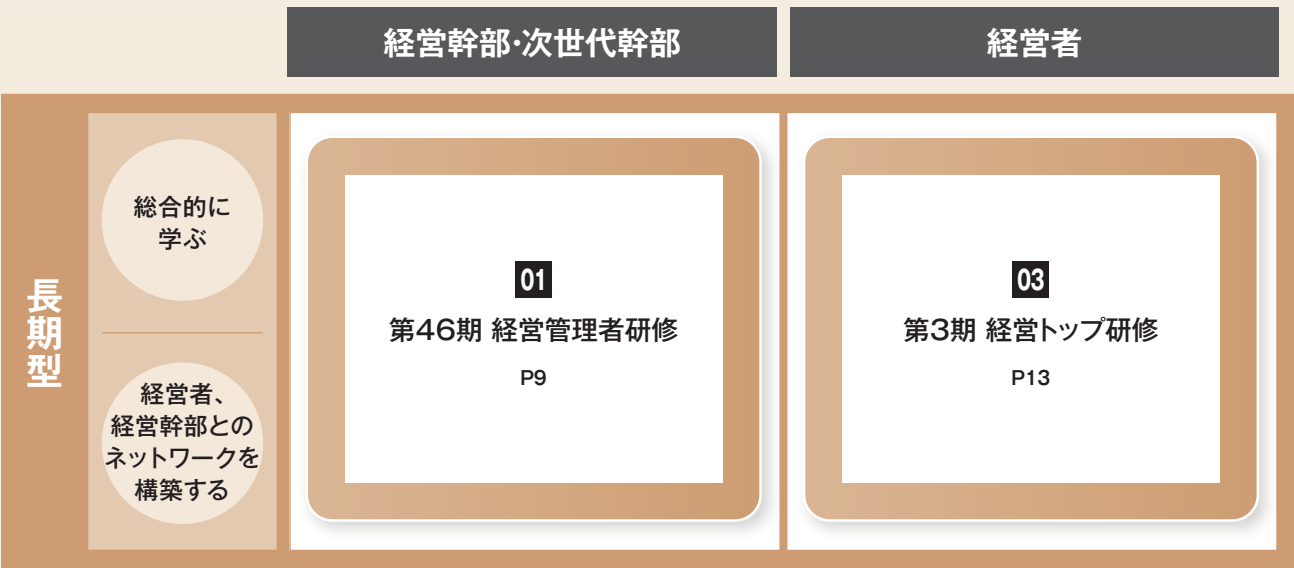 経営幹部・次世代幹部
経営者
長期型
総合的に
学ぶ
経営者、
経営幹部との
ネットワークを
構築する
01
第46期 経営管理者研修
P9
03
第3期 経営トップ研修
P13